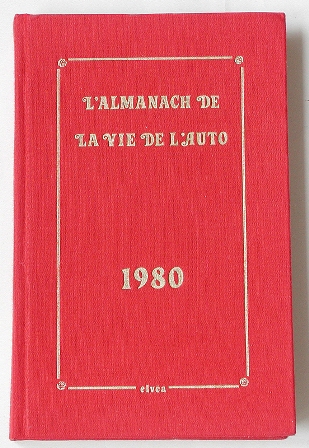 L'ALMANACH DE
LA VIE DE L'AUTO
1980
elvea